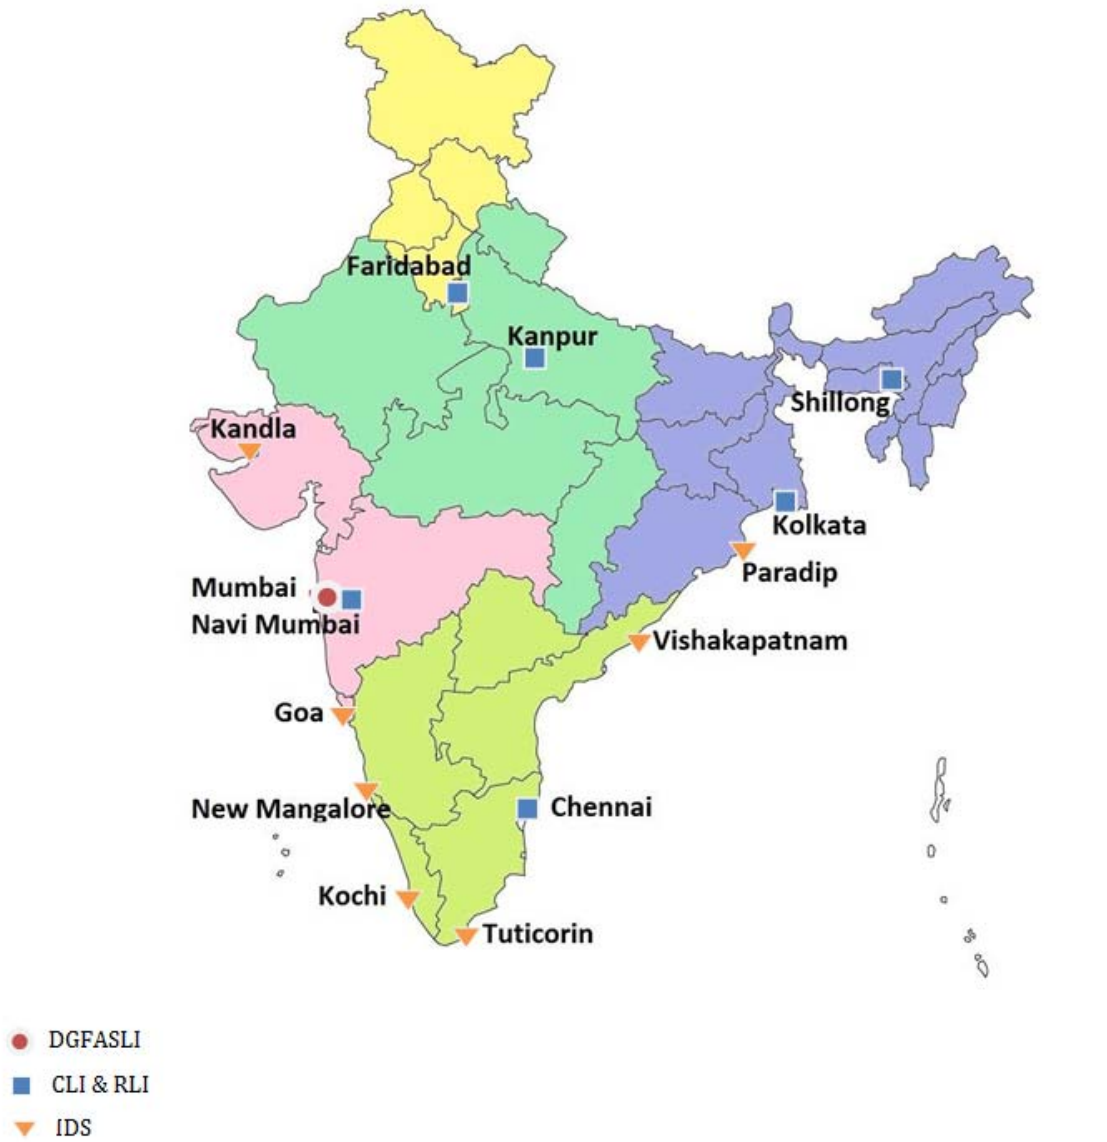 Faridabad
Kanpur
Shillong
Kandla
Kolkata
Paradip
Mumbai
Navi Mumbai
Vishakapatnam
Goa
New Mangalore
Chennai
Kochi
Tuticorin
DGFASLI
CLI & RLI
IDS